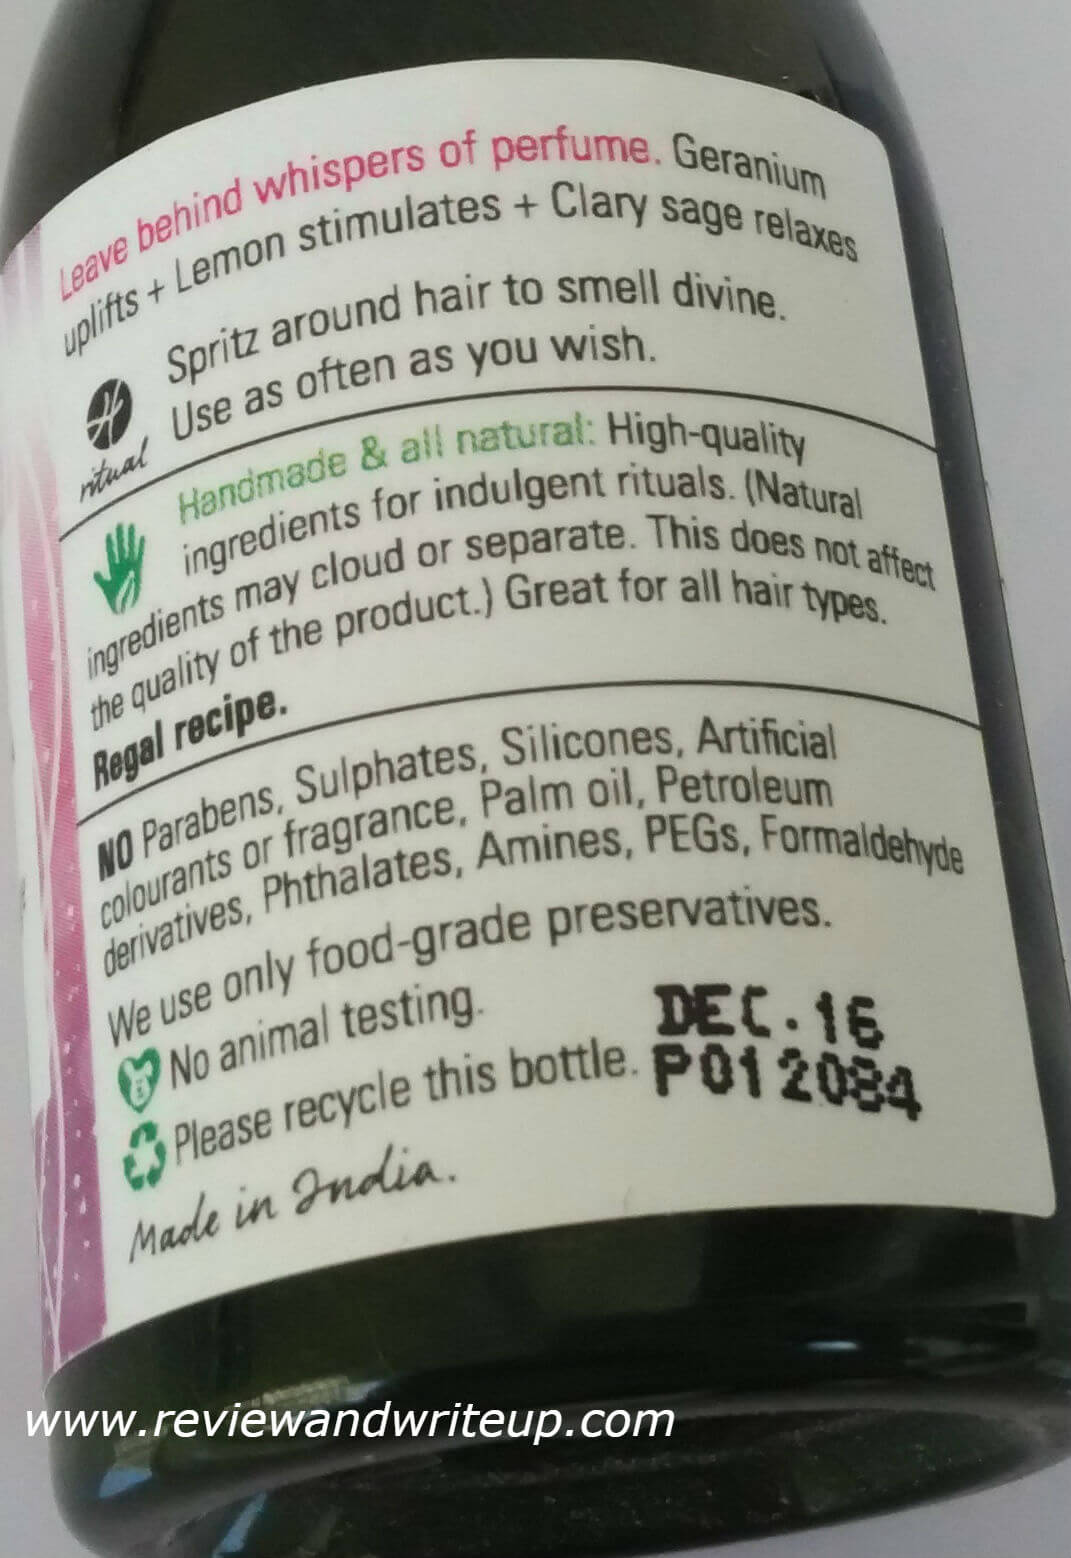 Leave behind whispers of perfume. Geranium
uplifts + Lemon stimulates + Clary sage relaxes
Spritz around hair to smell divine.
Use as often as you wish.
ritual
Handmade & all natural: High-quality
ingredients for indulgent rituals. (Natural
ingredients may cloud or separate. This does not affect
the quality of the product.) Great for all hair types.
Regal recipe.
NO Parabens, Sulphates, Silicones, Artificial
colourants or fragrance, Palm oil, Petroleum
derivatives, Phthalates, Amines, PEGs, Formaldehyde
We use only food-grade preservatives.
No animal testing.
Please recycle this bottle.
DEC.16
P012084
Made in India.
www.reviewandwriteup.com